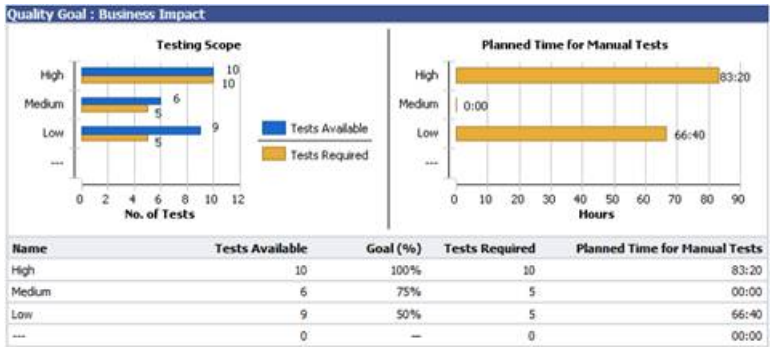 Quality Goal : Business Impact
Testing Scope
High
10
10
Medium
6
5
Low
9
5
---
0 2 4 6 8 10 12
No. of Tests
Tests Available
Tests Required
Planned Time for Manual Tests
High
83:20
Medium
0:00
Low
66:40
---
0 10 20 30 40 50 60 70 80 90
Hours
Name Tests Available Goal (%) Tests Required Planned Time for Manual Tests
High 10 100% 10 83:20
Medium 6 75% 5 00:00
Low 9 50% 5 66:40
--- 0 — 0 00:00